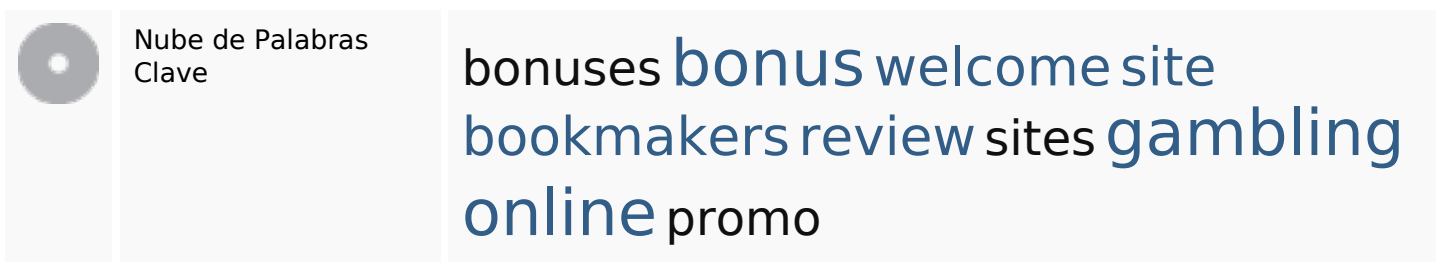 Nube de Palabras
Clave
bonuses bonus welcome site
bookmakers review sites gambling
online promo